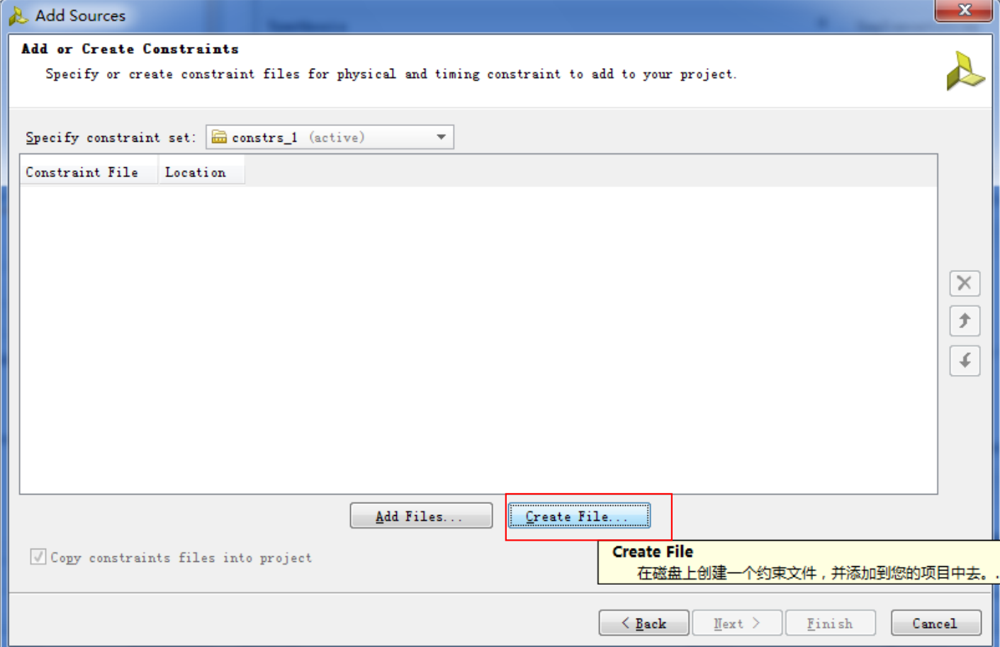 Add Sources
Add or Create Constraints
Specify or create constraint files for physical and timing constraint to add to your project.
Specify constraint set: constrs_1 (active)
Constraint File Location
Add Files... Create File...
Copy constraints files into project
Create File
在磁盘上创建一个约束文件，并添加到您的项目中去。.
< Back Next > Finish Cancel